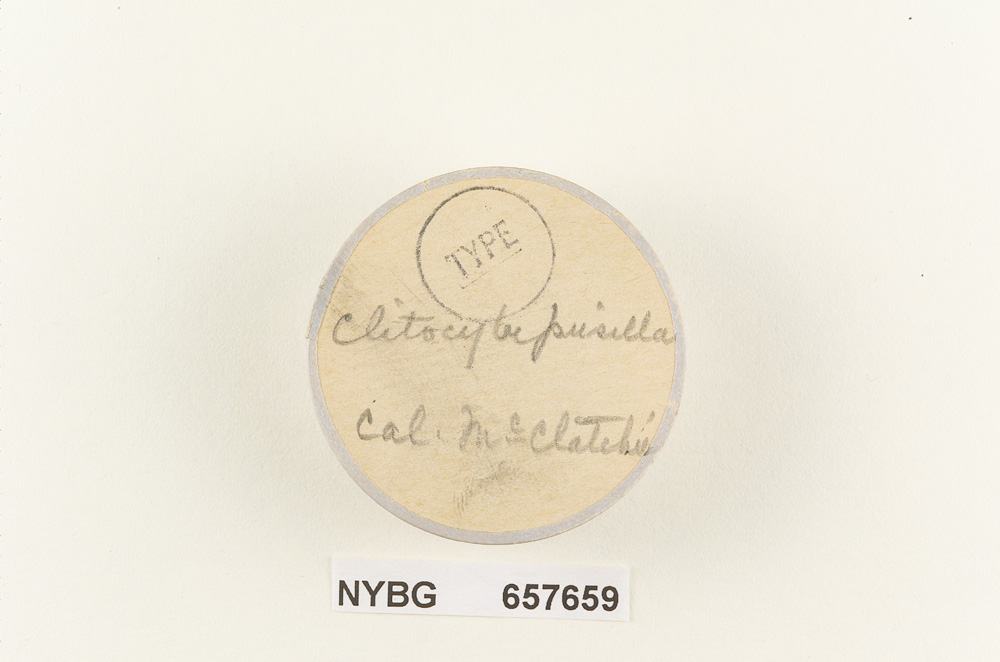 TYPE
Clitocybe pusilla
Cal. McClatchie
NYBG 657659